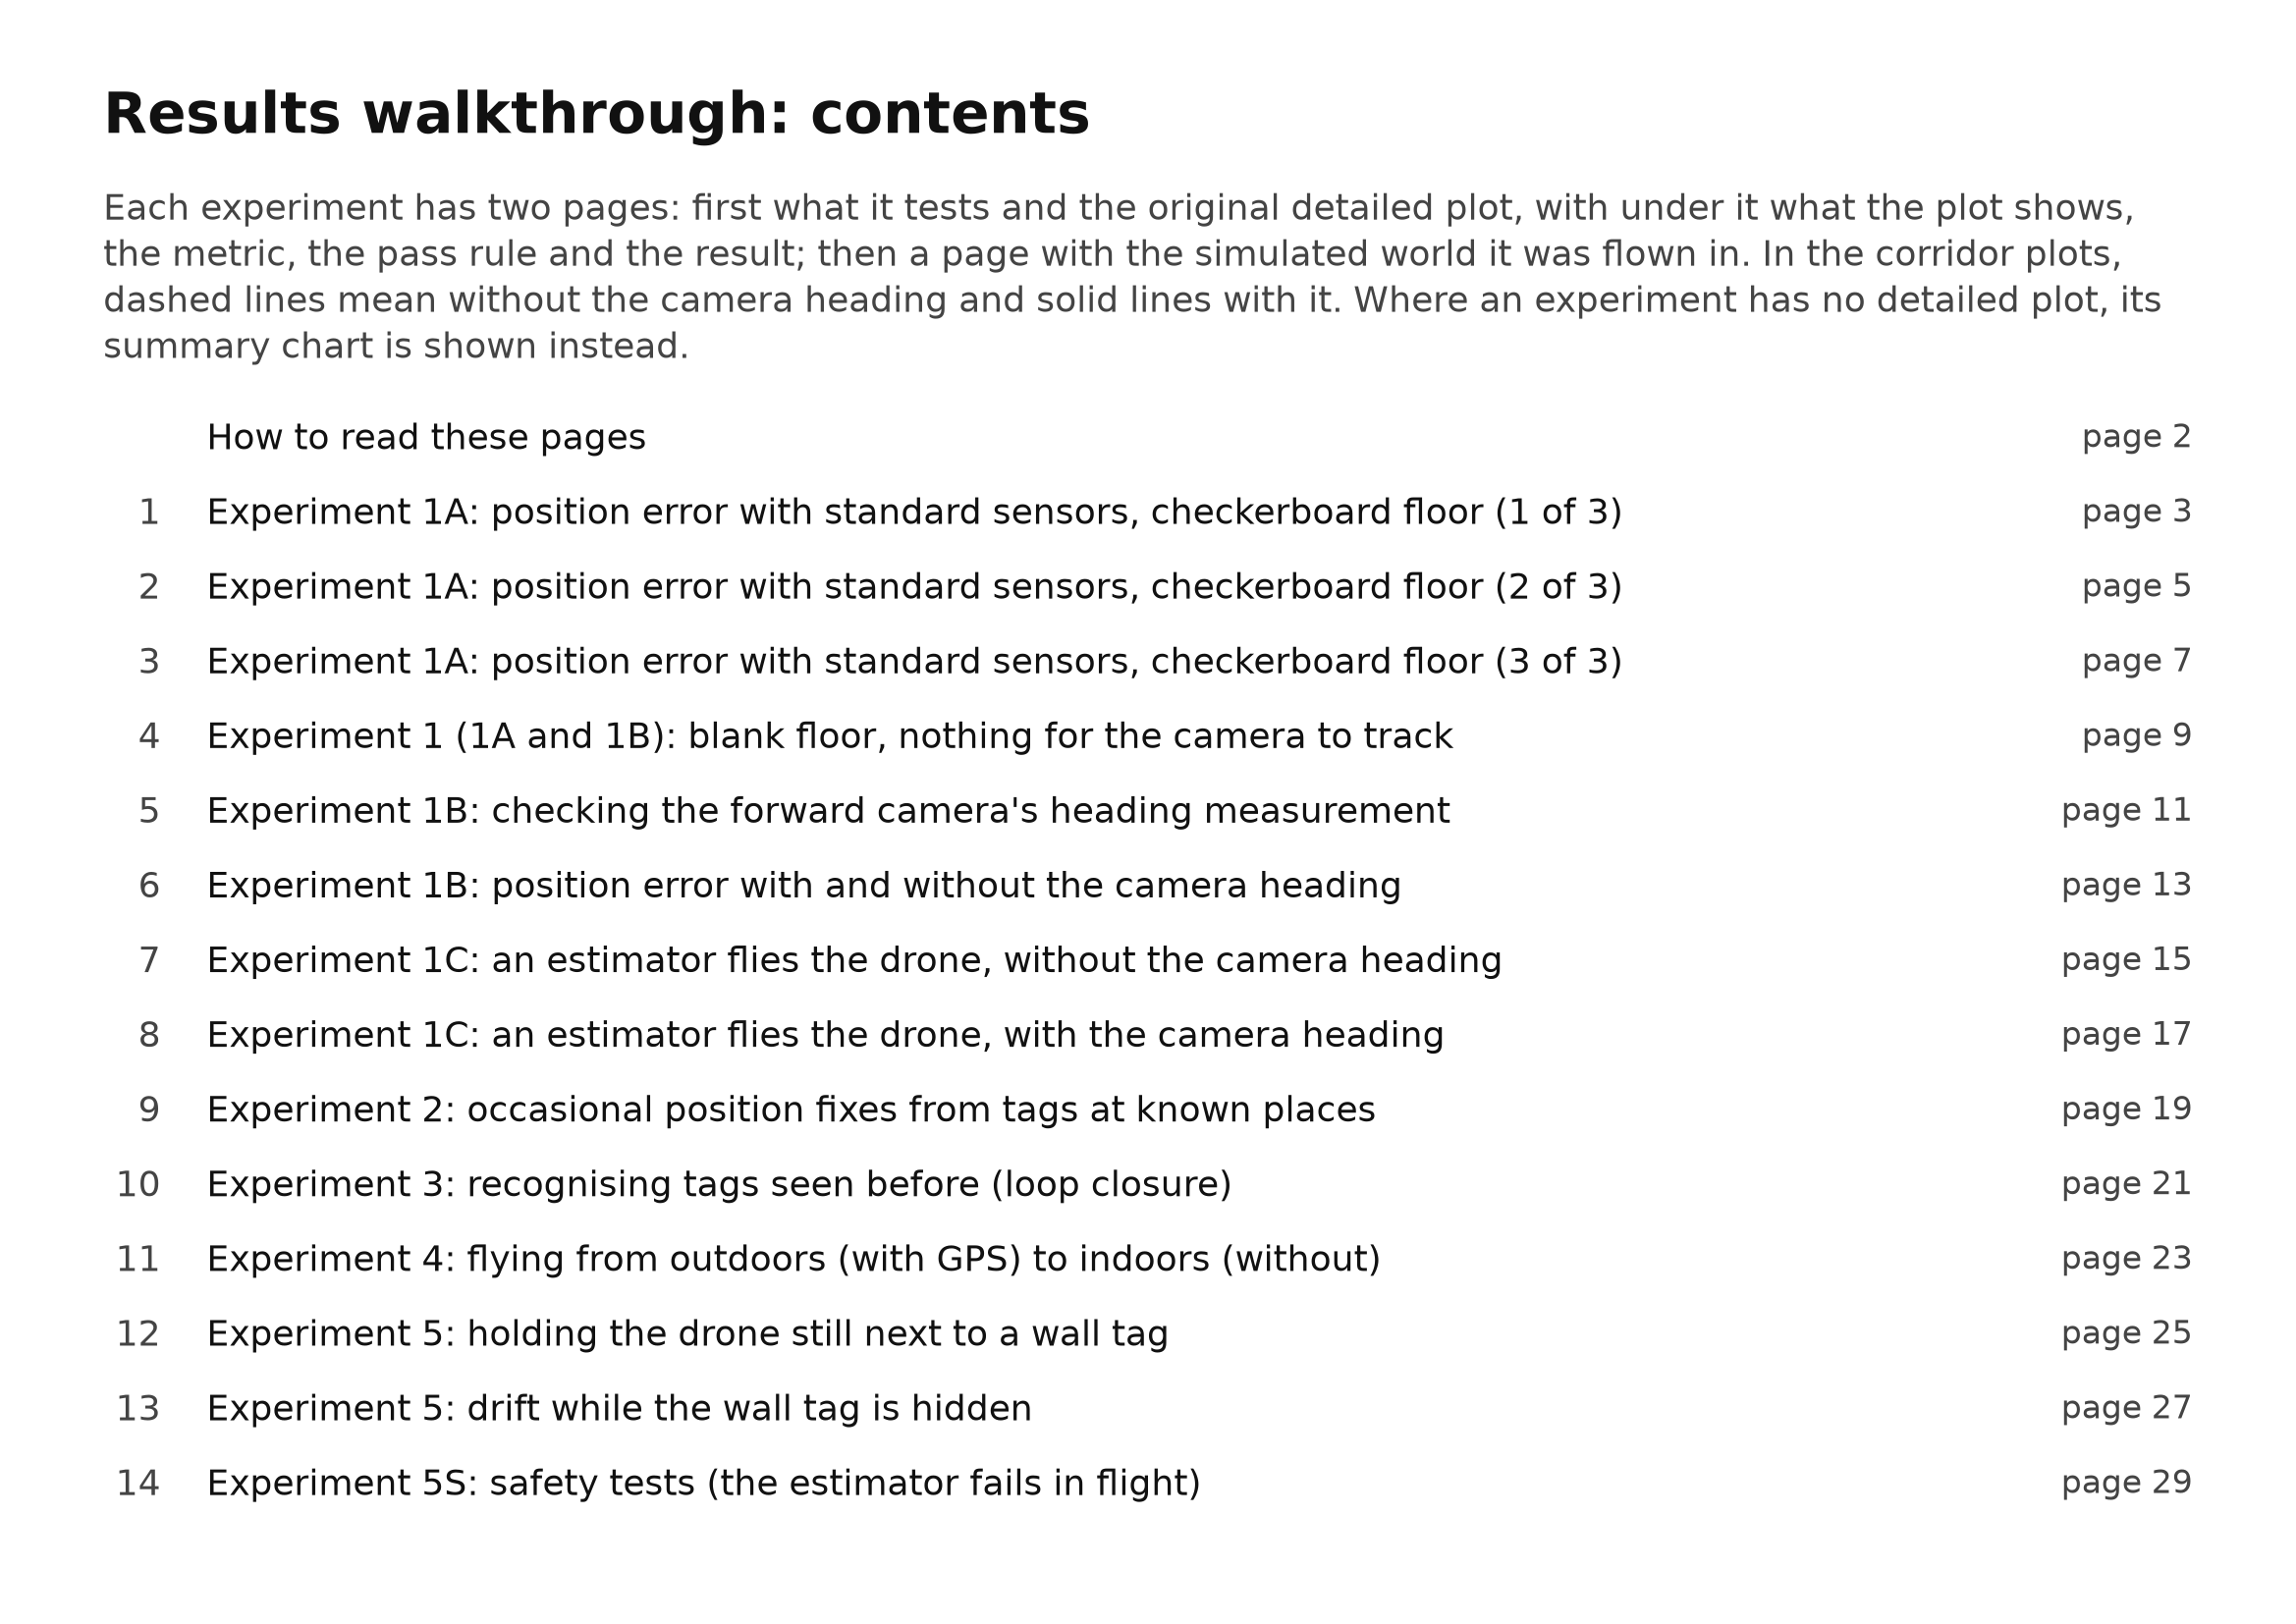 Results walkthrough: contents
Each experiment has two pages: first what it tests and the original detailed plot, with under it what the plot shows,
the metric, the pass rule and the result; then a page with the simulated world it was flown in. In the corridor plots,
dashed lines mean without the camera heading and solid lines with it. Where an experiment has no detailed plot, its
summary chart is shown instead.
How to read these pages page 2
1 Experiment 1A: position error with standard sensors, checkerboard floor (1 of 3) page 3
2 Experiment 1A: position error with standard sensors, checkerboard floor (2 of 3) page 5
3 Experiment 1A: position error with standard sensors, checkerboard floor (3 of 3) page 7
4 Experiment 1 (1A and 1B): blank floor, nothing for the camera to track page 9
5 Experiment 1B: checking the forward camera's heading measurement page 11
6 Experiment 1B: position error with and without the camera heading page 13
7 Experiment 1C: an estimator flies the drone, without the camera heading page 15
8 Experiment 1C: an estimator flies the drone, with the camera heading page 17
9 Experiment 2: occasional position fixes from tags at known places page 19
10 Experiment 3: recognising tags seen before (loop closure) page 21
11 Experiment 4: flying from outdoors (with GPS) to indoors (without) page 23
12 Experiment 5: holding the drone still next to a wall tag page 25
13 Experiment 5: drift while the wall tag is hidden page 27
14 Experiment 5S: safety tests (the estimator fails in flight) page 29